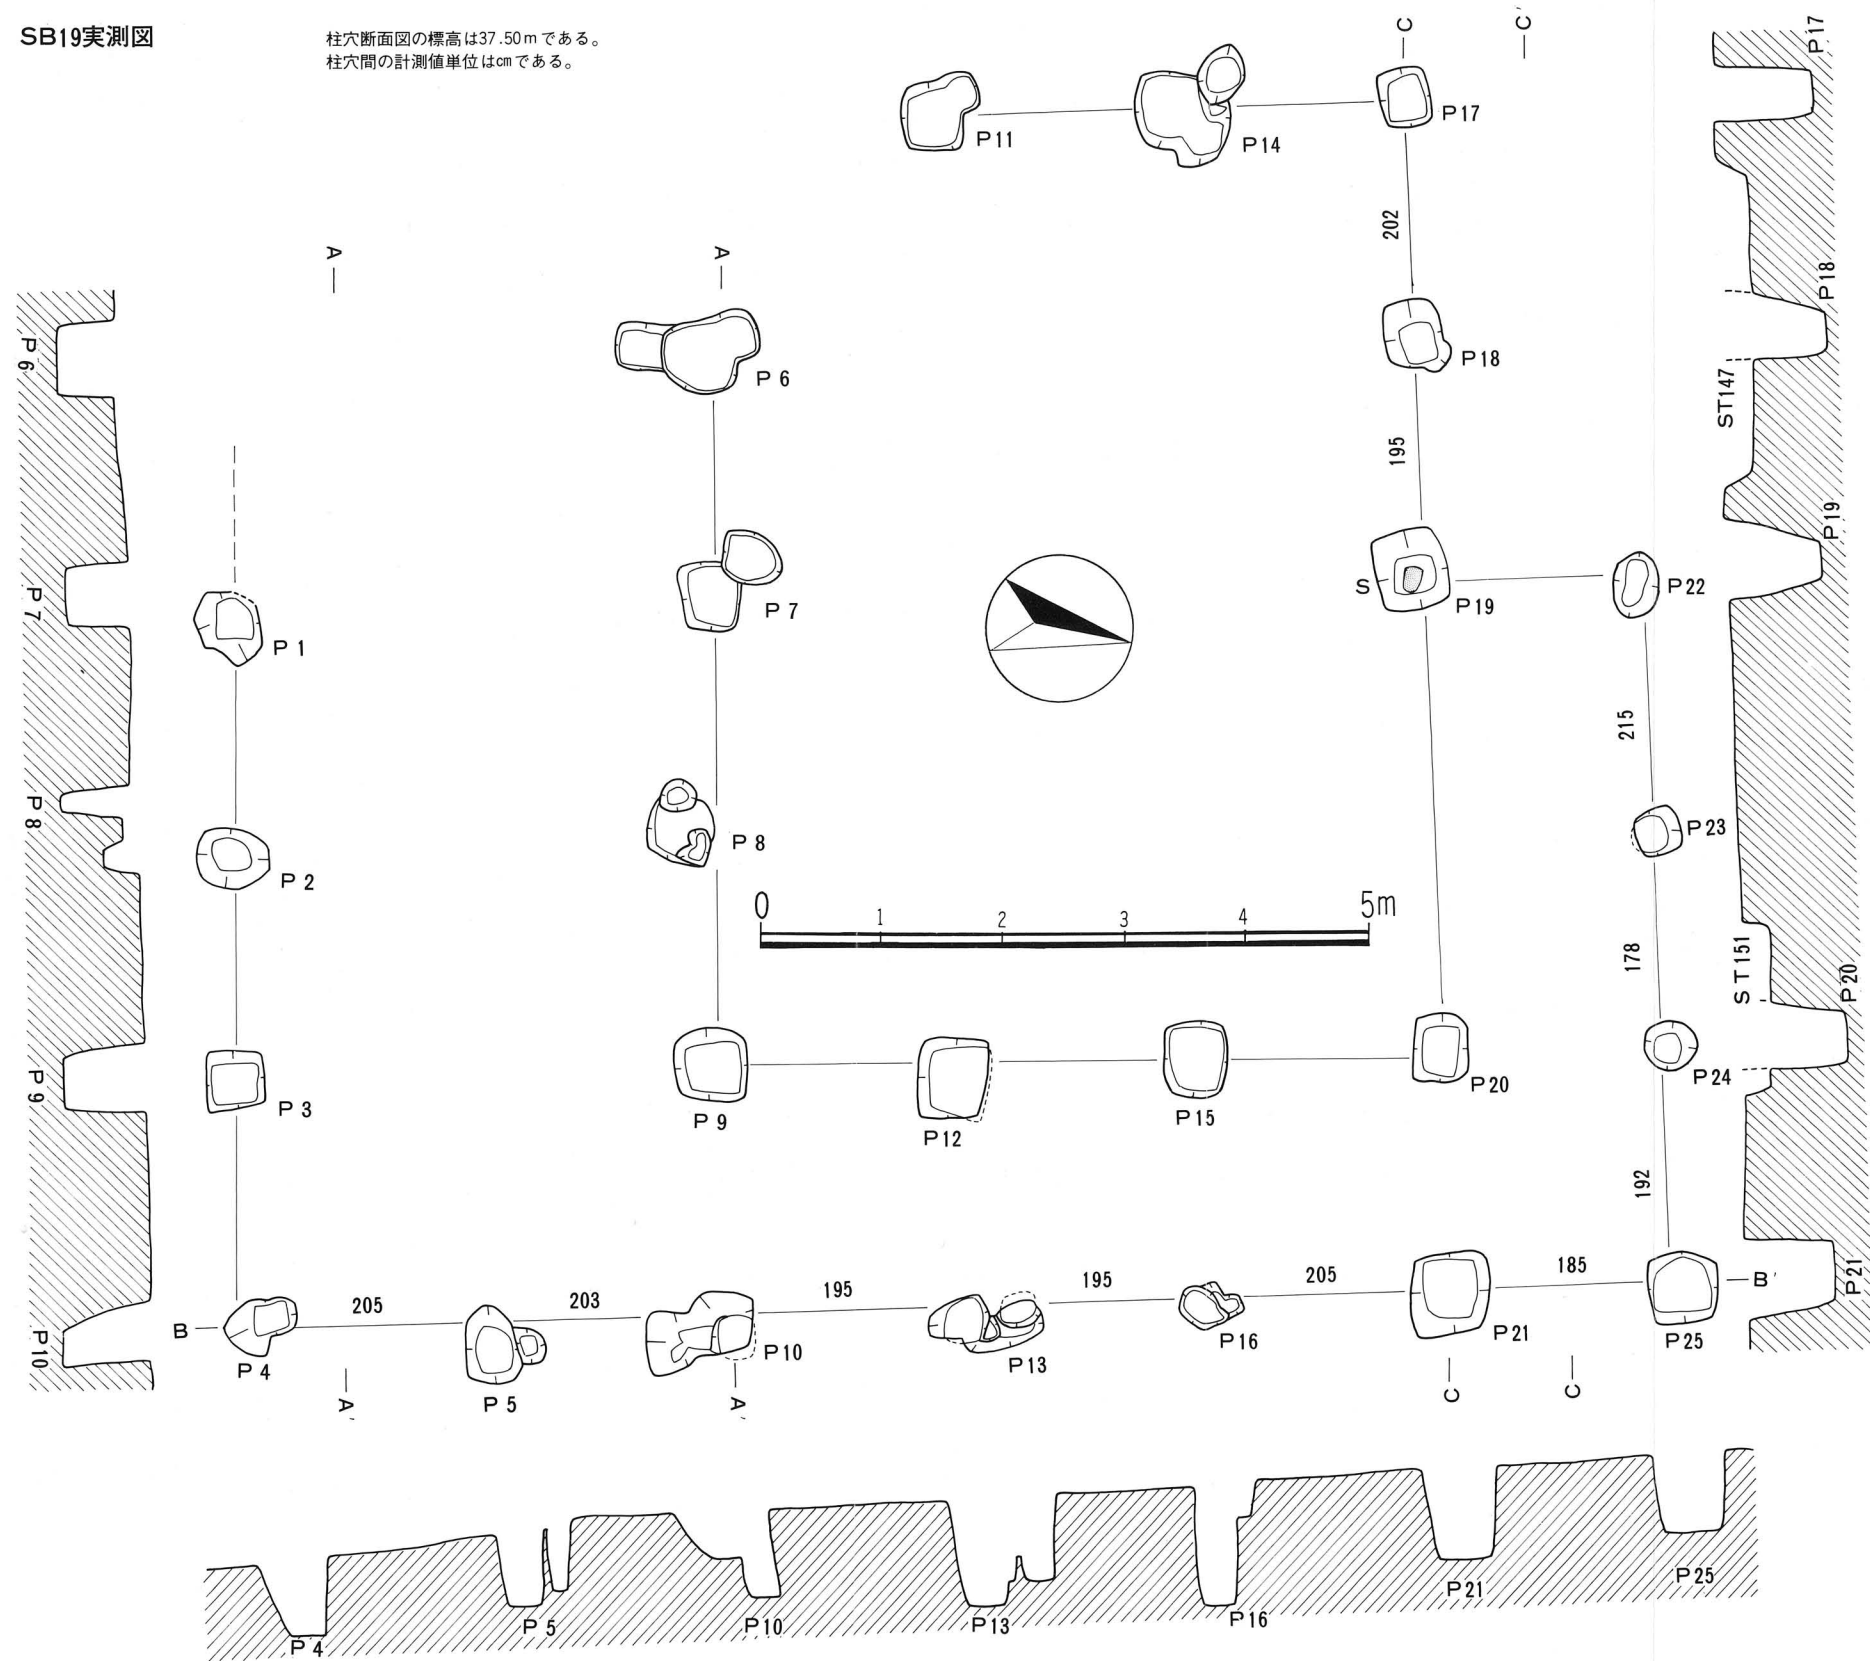 SB19実測図
柱穴断面図の標高は37.50mである。
柱穴間の計測値単位は㎝である。
C
C'
P17
P11
P14
P17
202
A
A
P18
P6
P6
P18
ST147
195
P19
P7
P1
P7
S
P19
P22
215
P8
P2
P8
P23
0
1
2
3
4
5m
178
ST151
P20
P9
P3
P9
P12
P15
P20
P24
192
P10
B
P4
205
P5
203
P10
195
P13
195
P16
205
P21
185
P25
B'
P21
A'
A'
C
C
P4
P5
P10
P13
P16
P21
P25